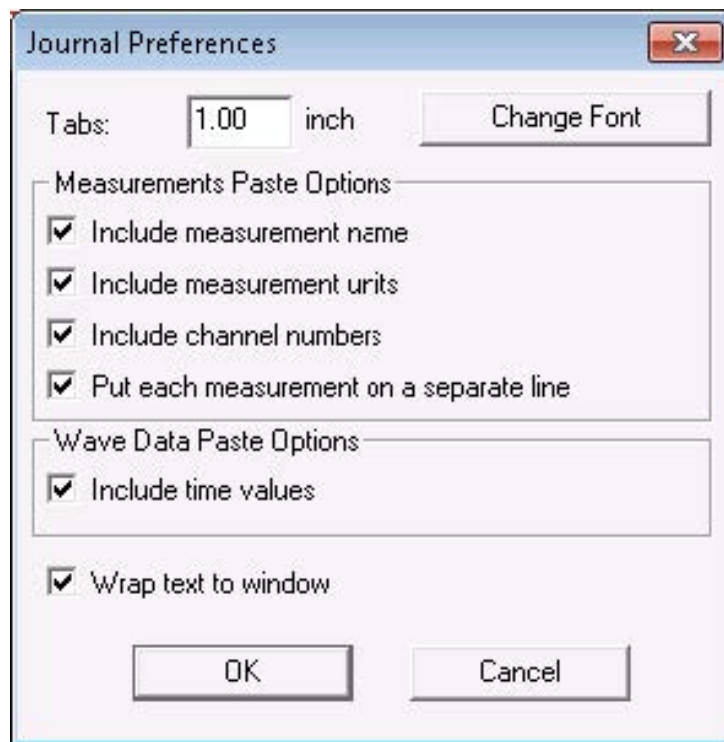 Journal Preferences
Tabs: 1.00 inch Change Font
Measurements Paste Options
Include measurement name
Include measurement units
Include channel numbers
Put each measurement on a separate line
Wave Data Paste Options
Include time values
Wrap text to window
OK Cancel